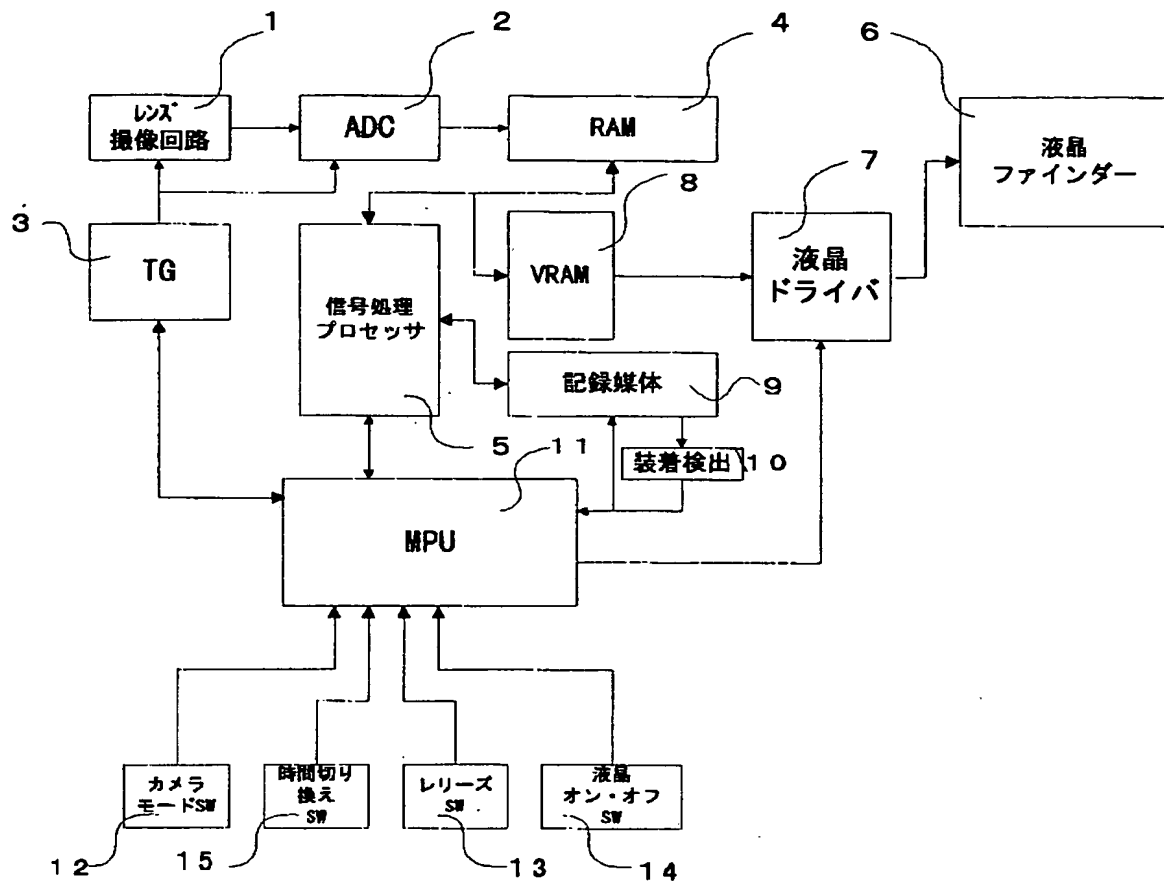 1
2
4
6
レンズ
撮像回路
ADC
RAM
液晶
ファインダー
7
8
3
TG
信号処理
プロセッサ
VRAM
液晶
ドライバ
記録媒体
9
5
11
装着検出
10
MPU
カメラ
モードSW
時間切り
換え
SW
レリーズ
SW
液晶
オン・オフ
SW
12
15
13
14